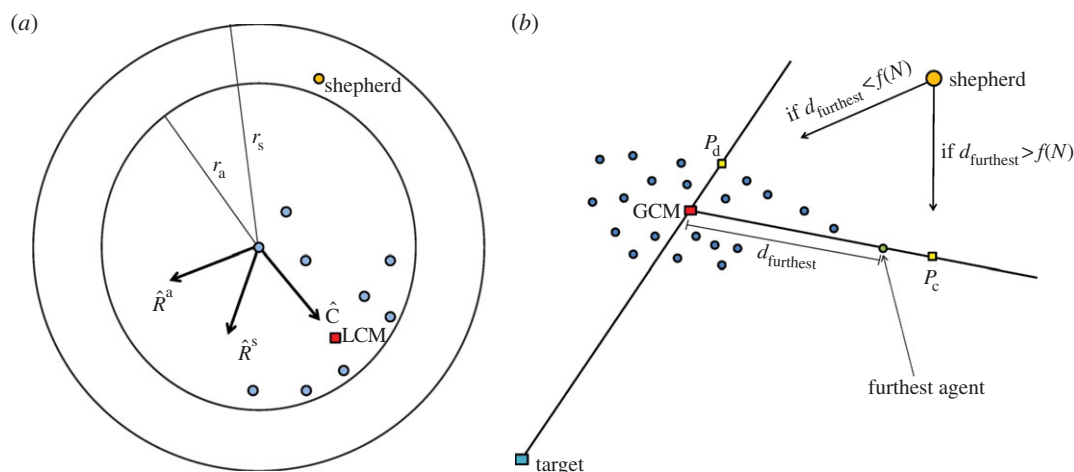 (a)
shepherd
r_s
r_a
R̂^a
R̂^s
Ĉ
LCM
(b)
if d_furthest < f(N)
shepherd
P_d
if d_furthest > f(N)
GCM
d_furthest
P_c
furthest agent
target